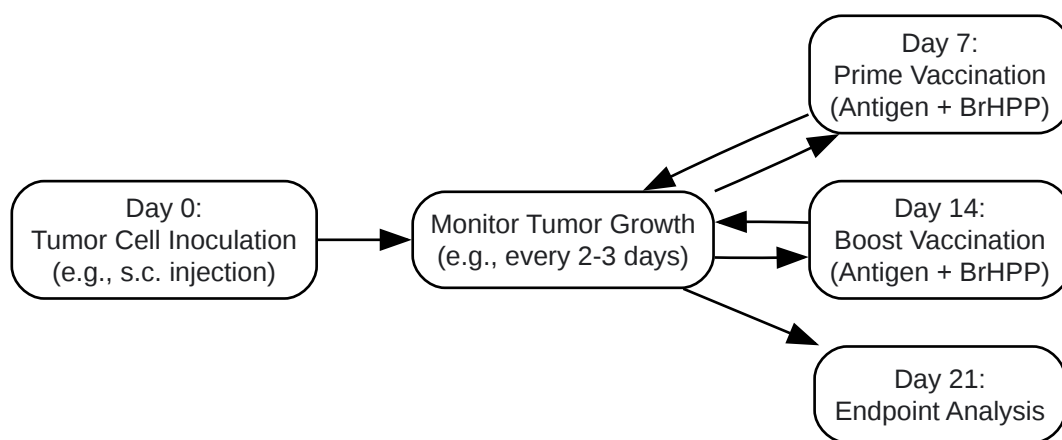 Day 0:
Tumor Cell Inoculation
(e.g., s.c. injection)
Monitor Tumor Growth
(e.g., every 2-3 days)
Day 7:
Prime Vaccination
(Antigen + BrHPP)
Day 14:
Boost Vaccination
(Antigen + BrHPP)
Day 21:
Endpoint Analysis